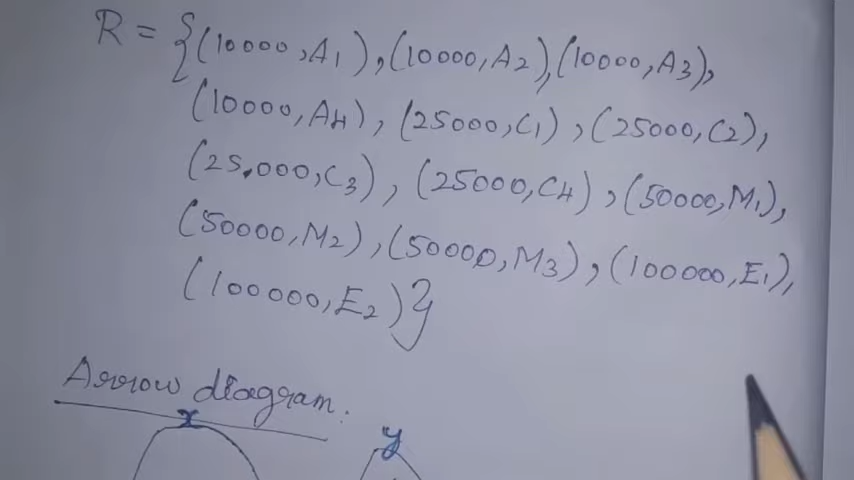 R = {(10000,A1),(10000,A2),(10000,A3),
(10000,A4),(25000,C1),(25000,C2),
(25,000,C3),(25000,C4),(50000,M1),
(50000,M2),(50000,M3),(100000,E1),
(100000,E2)}
Arrow diagram:
x
y